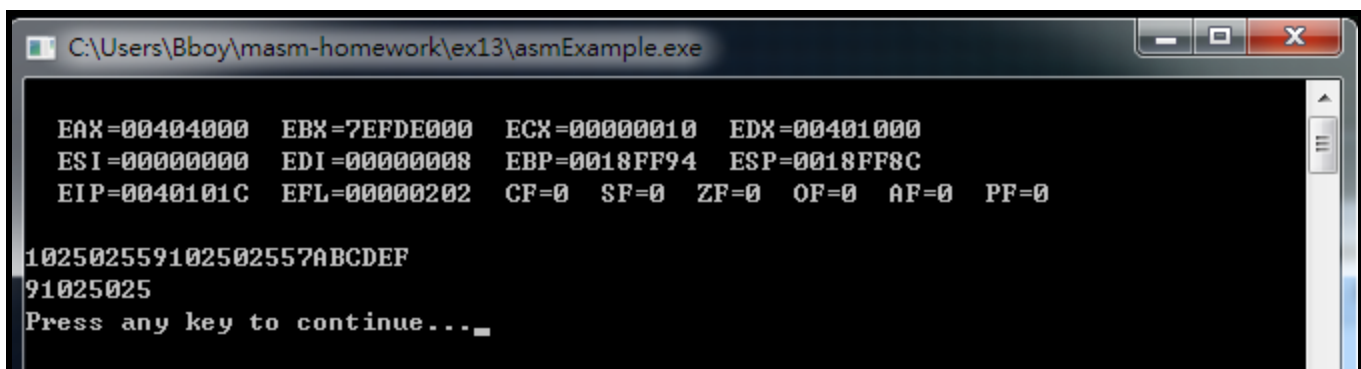 C:\Users\Bboy\masm-homework\ex13\asmExample.exe
EAX=00404000 EBX=7EFDE000 ECX=00000010 EDX=00401000
ESI=00000000 EDI=00000008 EBP=0018FF94 ESP=0018FF8C
EIP=0040101C EFL=00000202 CF=0 SF=0 ZF=0 OF=0 AF=0 PF=0
1025025591025025​57ABCDEF
91025025
Press any key to continue..._